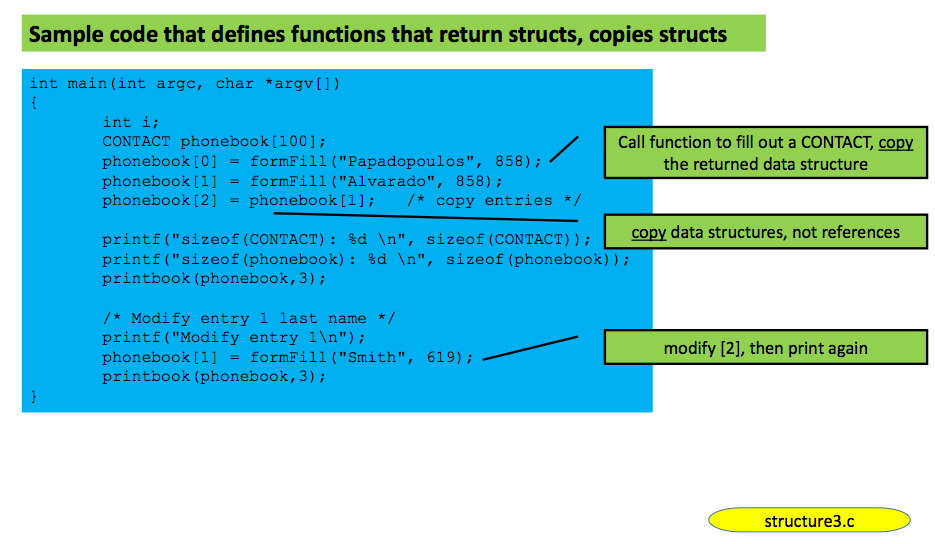 Sample code that defines functions that return structs, copies structs
int main(int argc, char *argv[])
{
int i;
CONTACT phonebook[100];
phonebook[0] = formFill("Papadopoulos", 858);
phonebook[1] = formFill("Alvarado", 858);
phonebook[2] = phonebook[1]; /* copy entries */
printf("sizeof(CONTACT): %d \n", sizeof(CONTACT));
printf("sizeof(phonebook): %d \n", sizeof(phonebook));
printbook(phonebook,3);
/* Modify entry 1 last name */
printf("Modify entry 1\n");
phonebook[1] = formFill("Smith", 619);
printbook(phonebook,3);
}
Call function to fill out a CONTACT, copy
the returned data structure
copy data structures, not references
modify [2], then print again
structure3.c